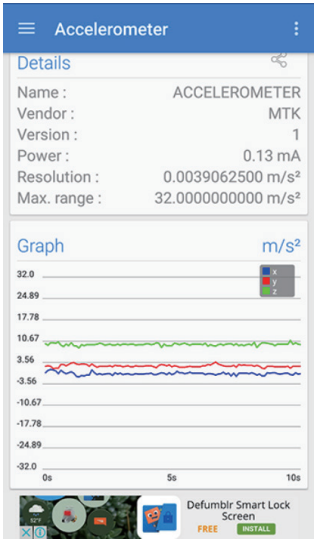 Accelerometer
Details
Name : ACCELEROMETER
Vendor : MTK
Version : 1
Power : 0.13 mA
Resolution : 0.0039062500 m/s²
Max. range : 32.0000000000 m/s²
Graph m/s²
x
y
z
32.0
24.89
17.78
10.67
3.56
-3.56
-10.67
-17.78
-24.89
-32.0
0s 5s 10s
52°F
Defumblr Smart Lock
Screen
FREE INSTALL